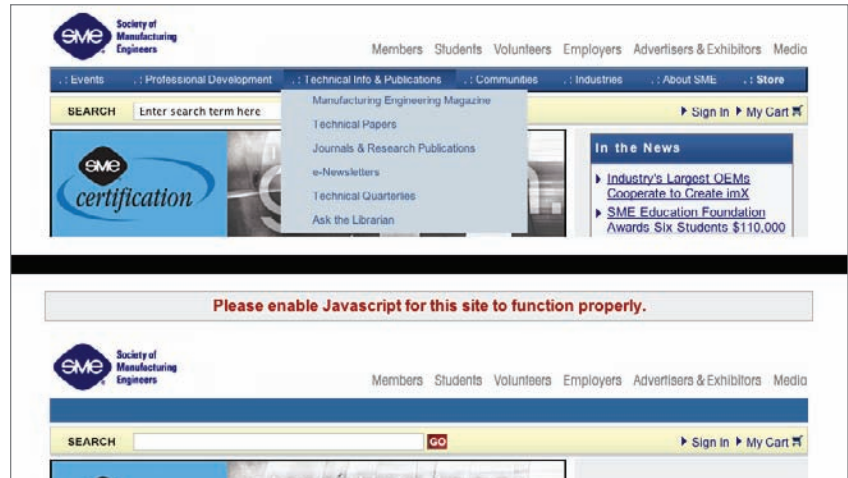 SME Society of
Manufacturing
Engineers
Members Students Volunteers Employers Advertisers & Exhibitors Media
.: Events .: Professional Development .: Technical Info & Publications .: Communities .: Industries .: About SME .: Store
SEARCH Enter search term here Sign In My Cart
Manufacturing Engineering Magazine
Technical Papers
Journals & Research Publications
e-Newsletters
Technical Quarterlies
Ask the Librarian
SME
certification
In the News
Industry's Largest OEMs
Cooperate to Create imX
SME Education Foundation
Awards Six Students $110,000
Please enable Javascript for this site to function properly.
SME Society of
Manufacturing
Engineers
Members Students Volunteers Employers Advertisers & Exhibitors Media
SEARCH GO Sign In My Cart